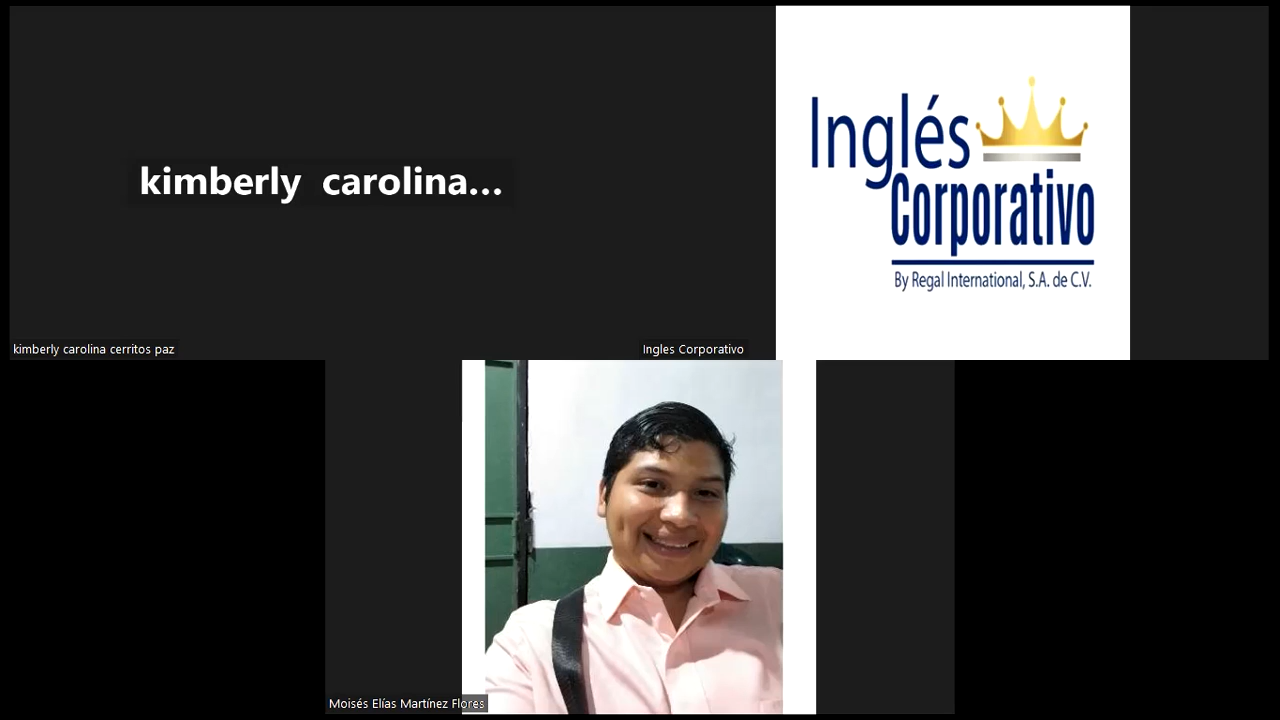 kimberly  carolina...
Inglés
Corporativo
By Regal International, S.A. de C.V.
kimberly carolina cerritos paz
Ingles Corporativo
Moisés Elías Martínez Flores